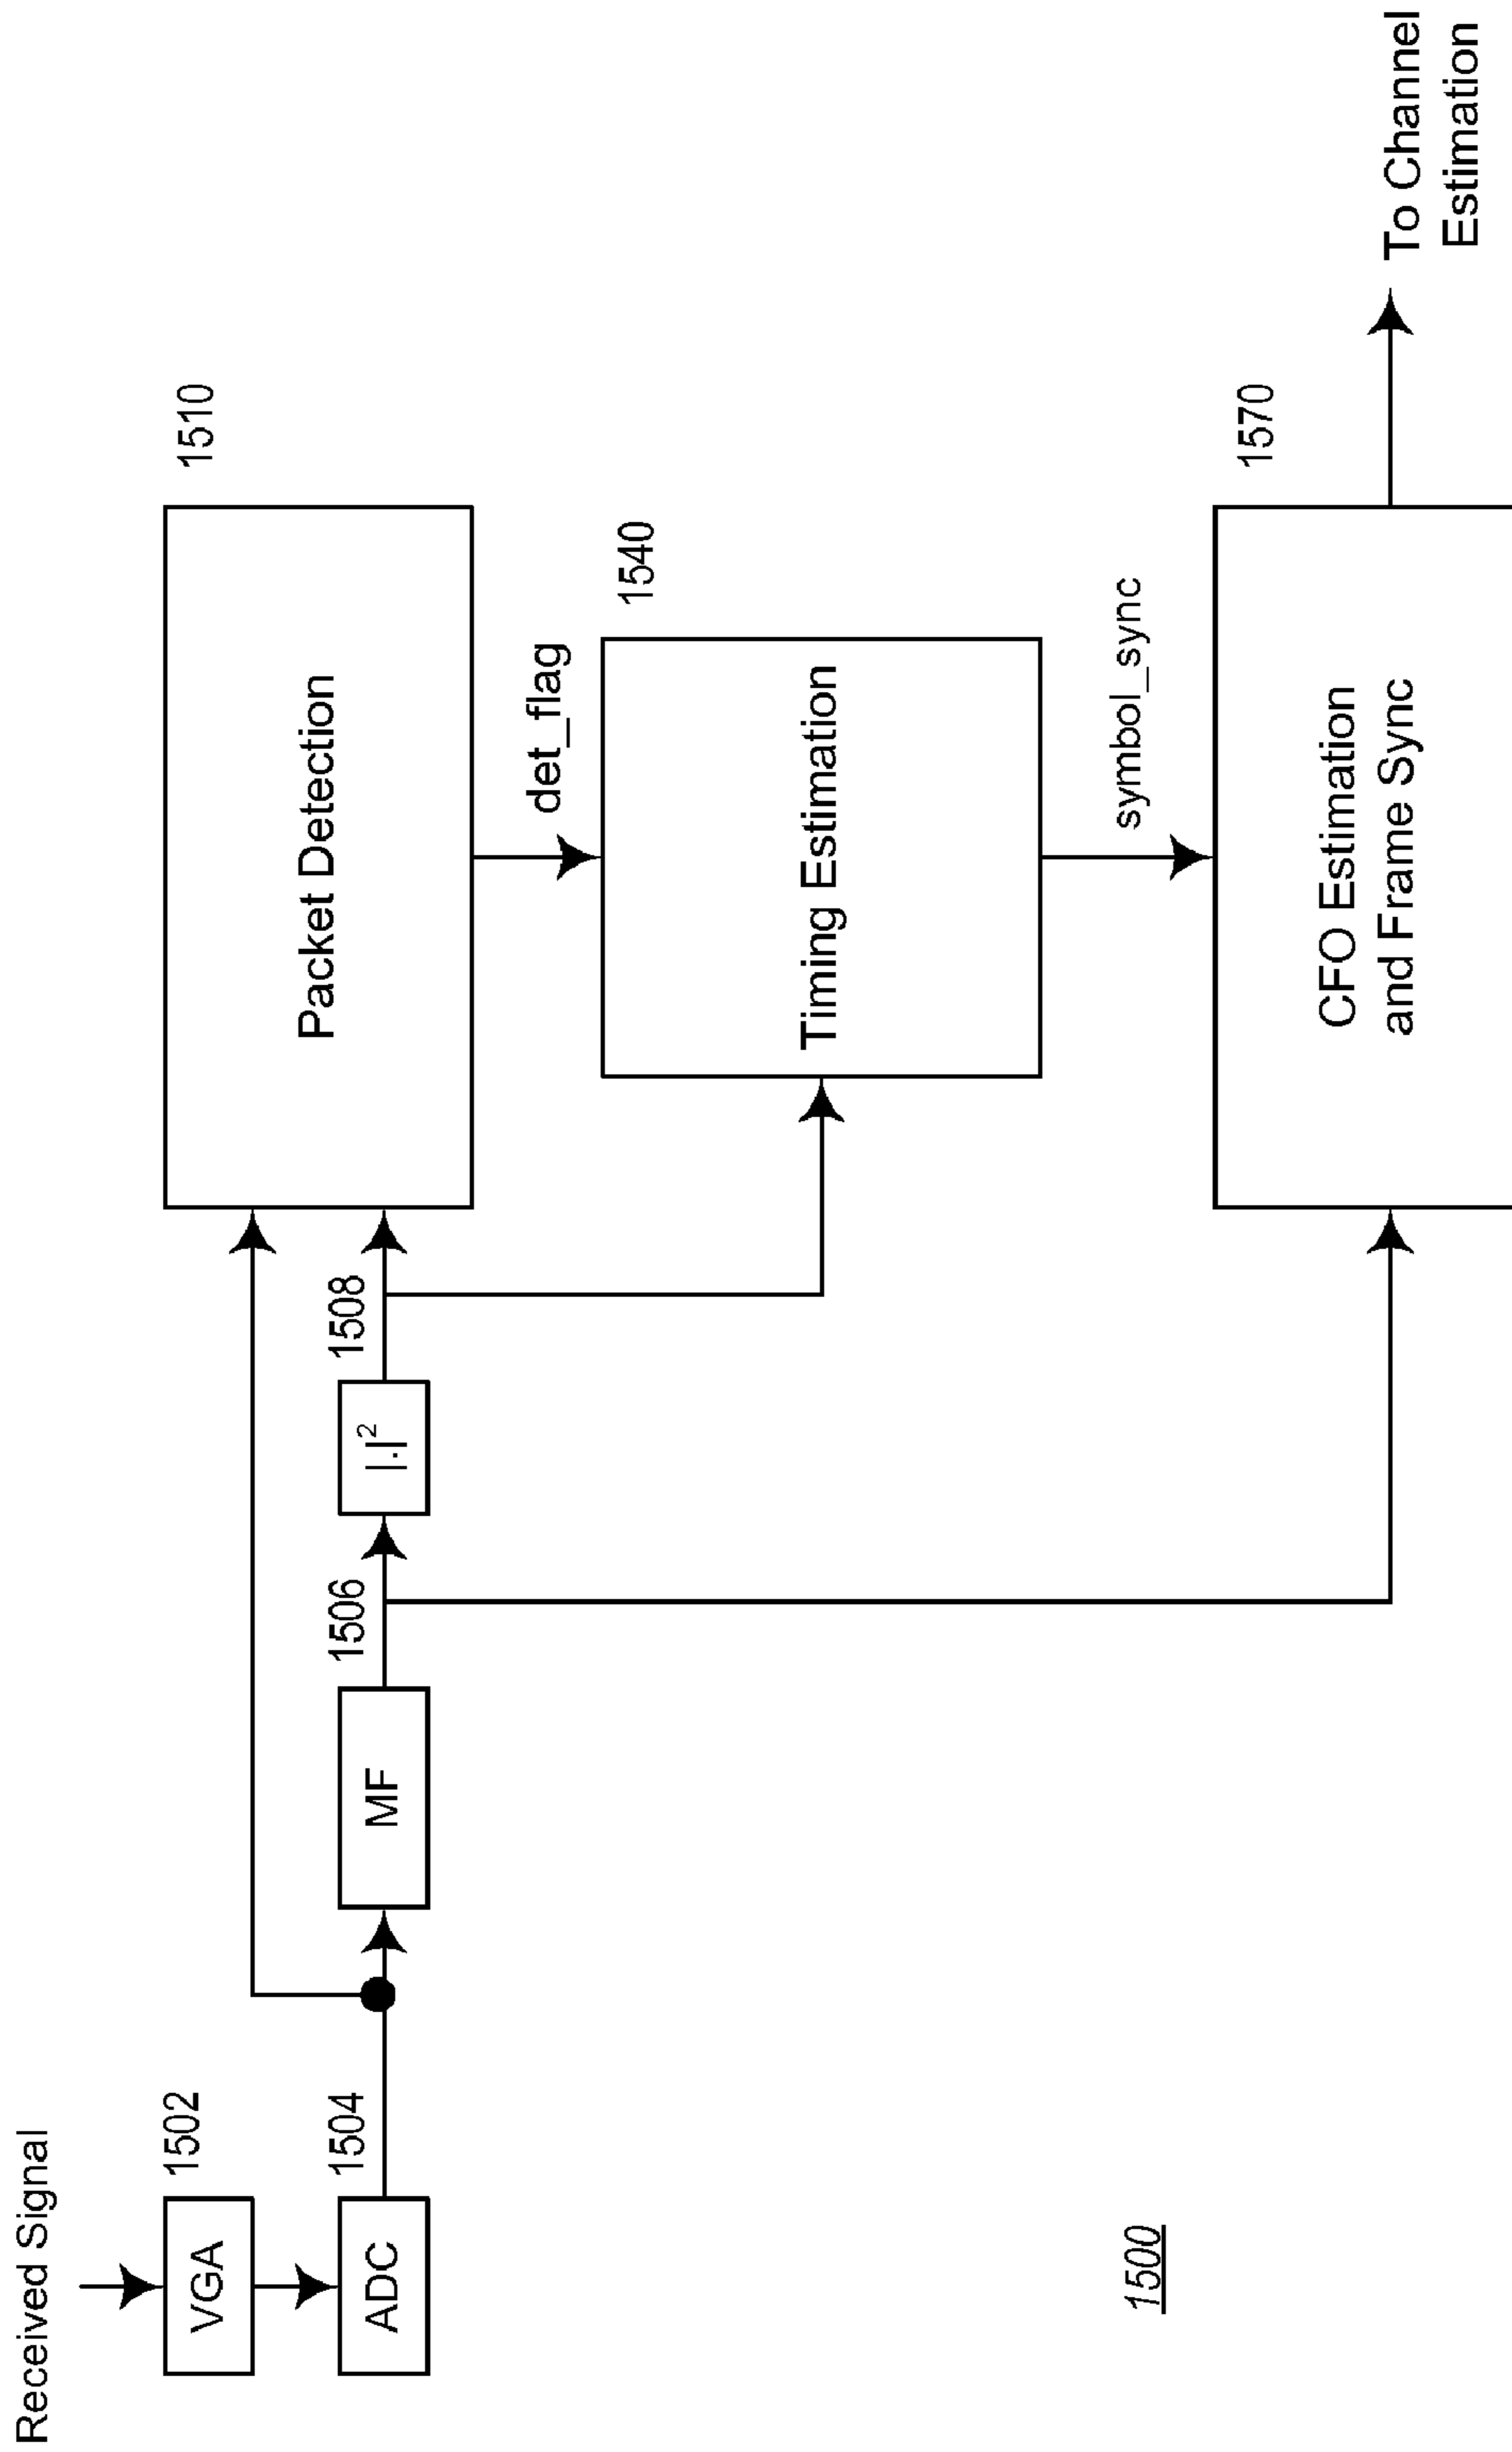 Received Signal
VGA
1502
ADC
1504
MF
1506
|.|²
1508
Packet Detection
1510
det_flag
Timing Estimation
1540
symbol_sync
CFO Estimation
and Frame Sync
1570
To Channel
Estimation
1500